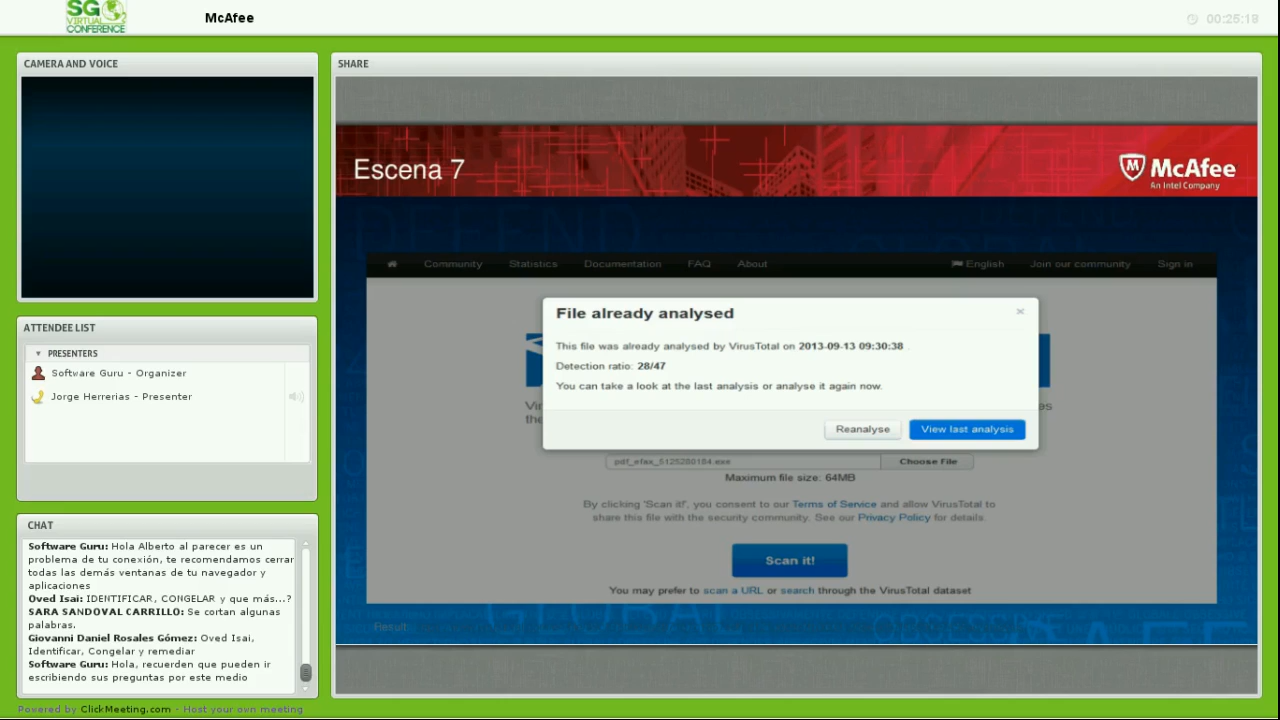 SG
VIRTUAL
CONFERENCE
McAfee
00:25:18
CAMERA AND VOICE
SHARE
Escena 7
McAfee
An Intel Company
Community Statistics Documentation FAQ About English Join our community Sign in
File already analysed
This file was already analysed by VirusTotal on 2013-09-13 09:30:38 .
Detection ratio: 28/47
You can take a look at the last analysis or analyse it again now.
Reanalyse View last analysis
pdf_efax_5125280184.exe Choose File
Maximum file size: 64MB
By clicking 'Scan it!', you consent to our Terms of Service and allow VirusTotal to
share this file with the security community. See our Privacy Policy for details.
Scan it!
You may prefer to scan a URL or search through the VirusTotal dataset
Result:
ATTENDEE LIST
PRESENTERS
Software Guru - Organizer
Jorge Herrerias - Presenter
CHAT
Software Guru: Hola Alberto al parecer es un
problema de tu conexión, te recomendamos cerrar
todas las demás ventanas de tu navegador y
aplicaciones
Oved Isai: IDENTIFICAR, CONGELAR y que más...?
SARA SANDOVAL CARRILLO: Se cortan algunas
palabras.
Giovanni Daniel Rosales Gómez: Oved Isai,
Identificar, Congelar y remediar
Software Guru: Hola, recuerden que pueden ir
escribiendo sus preguntas por este medio
Powered by ClickMeeting.com - Host your own meeting